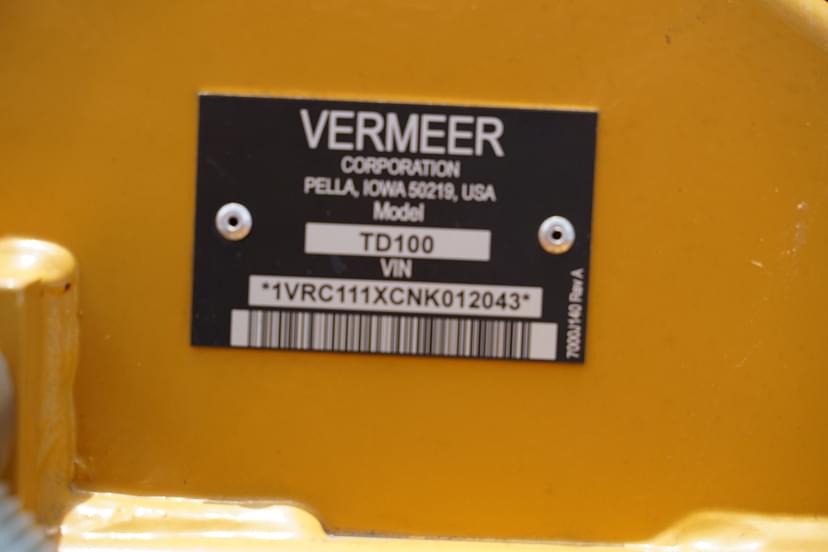 VERMEER
CORPORATION
PELLA, IOWA 50219, USA
Model
TD100
VIN
*1VRC111XCNK012043*
7000J140 Rev A